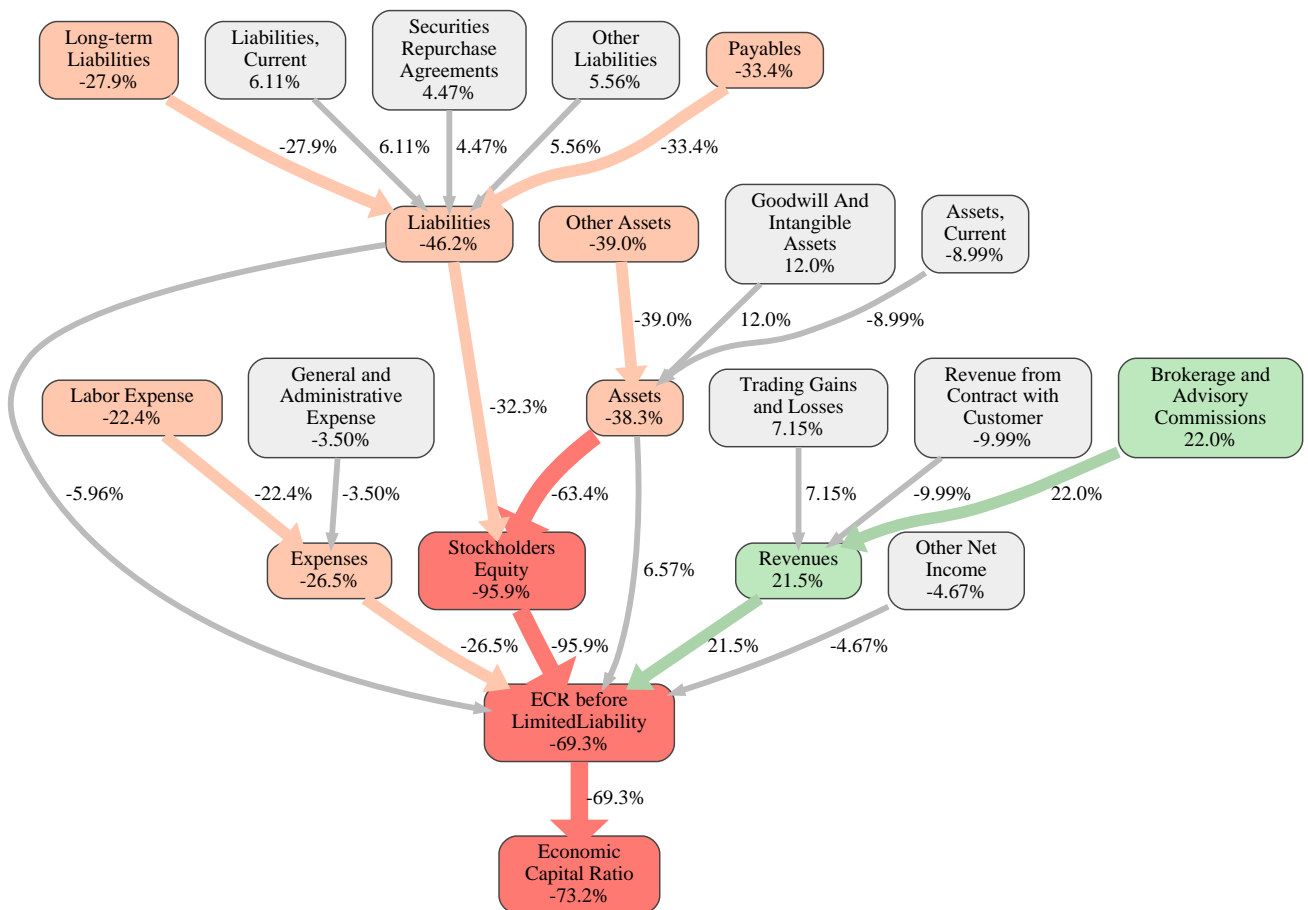 Long-term
Liabilities
-27.9%
Liabilities,
Current
6.11%
Securities
Repurchase
Agreements
4.47%
Other
Liabilities
5.56%
Payables
-33.4%
-27.9%
6.11%
4.47%
5.56%
-33.4%
Liabilities
-46.2%
Other Assets
-39.0%
Goodwill And
Intangible
Assets
12.0%
Assets,
Current
-8.99%
-39.0%
12.0%
-8.99%
Labor Expense
-22.4%
General and
Administrative
Expense
-3.50%
-32.3%
Assets
-38.3%
Trading Gains
and Losses
7.15%
Revenue from
Contract with
Customer
-9.99%
Brokerage and
Advisory
Commissions
22.0%
-5.96%
-22.4%
-3.50%
-63.4%
7.15%
-9.99%
22.0%
Expenses
-26.5%
Stockholders
Equity
-95.9%
6.57%
Revenues
21.5%
Other Net
Income
-4.67%
-26.5%
-95.9%
21.5%
-4.67%
ECR before
LimitedLiability
-69.3%
-69.3%
Economic
Capital Ratio
-73.2%